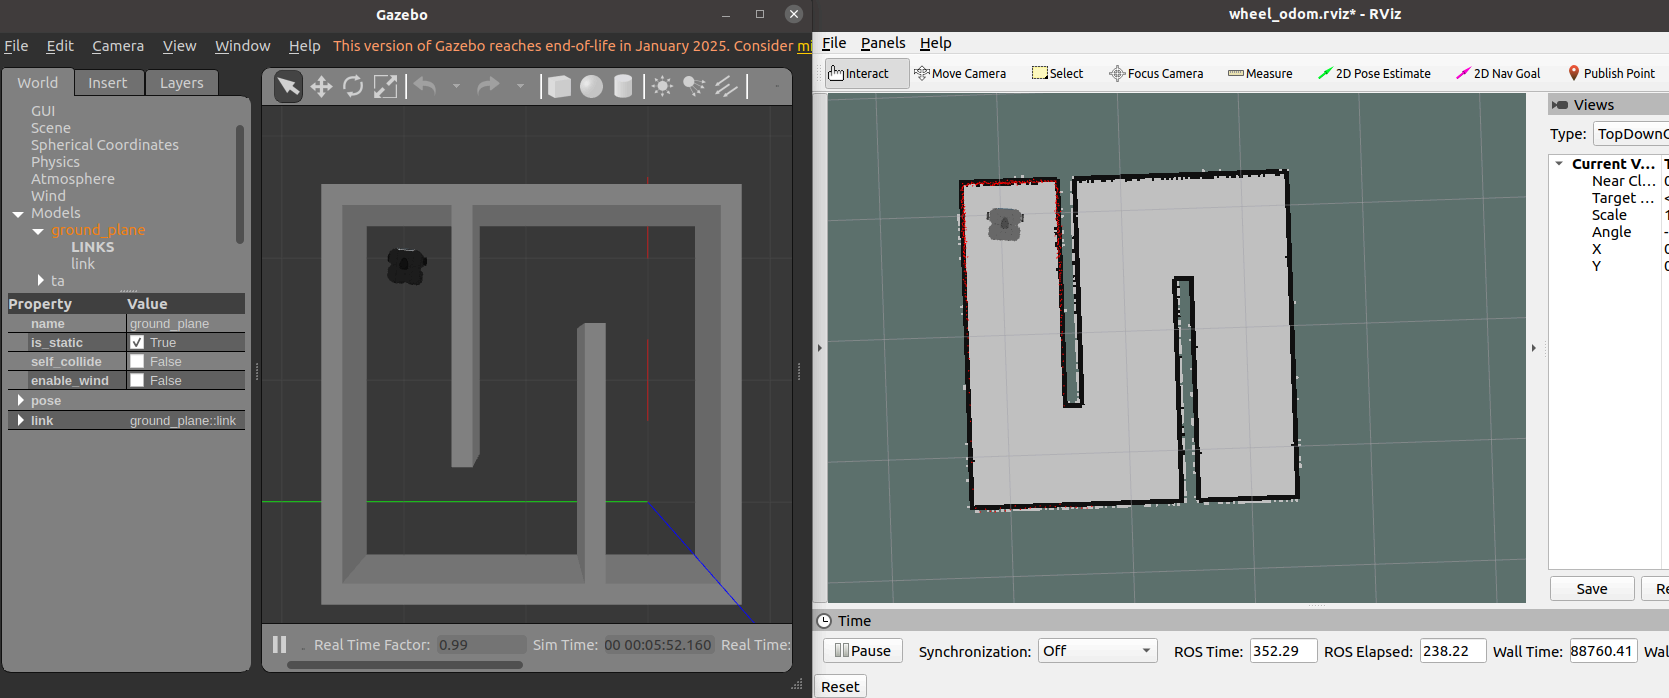 Gazebo
File Edit Camera View Window Help This version of Gazebo reaches end-of-life in January 2025. Consider mi
World Insert Layers
GUI
Scene
Spherical Coordinates
Physics
Atmosphere
Wind
Models
ground_plane
LINKS
link
ta
Property Value
name ground_plane
is_static True
self_collide False
enable_wind False
pose
link ground_plane::link
Real Time Factor: 0.99 Sim Time: 00 00:05:52.160 Real Time:
wheel_odom.rviz* - RViz
File Panels Help
Interact Move Camera Select Focus Camera Measure 2D Pose Estimate 2D Nav Goal Publish Point
Views
Type: TopDownO
Current V...
Near Cl... 0
Target ... <
Scale 1
Angle -
X 0
Y 0
Save Re
Time
Pause Synchronization: Off ROS Time: 352.29 ROS Elapsed: 238.22 Wall Time: 88760.41 Wal
Reset